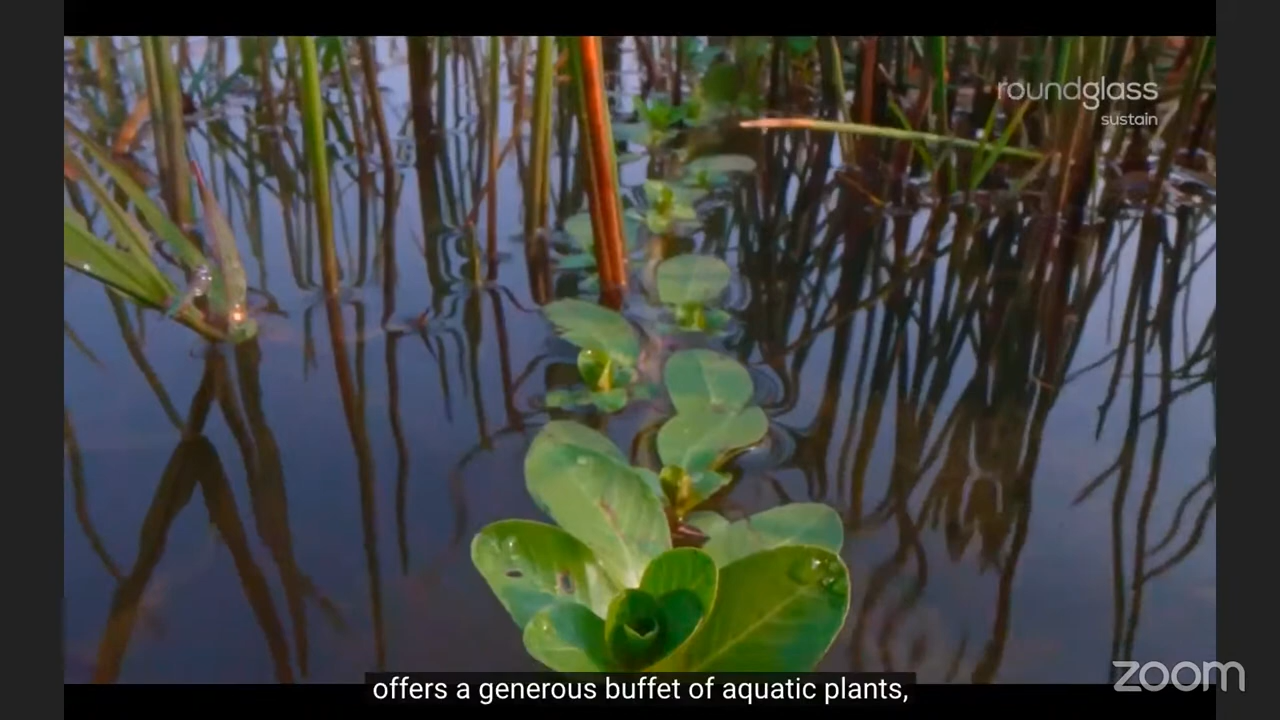 roundglass
sustain
offers a generous buffet of aquatic plants,
zoom